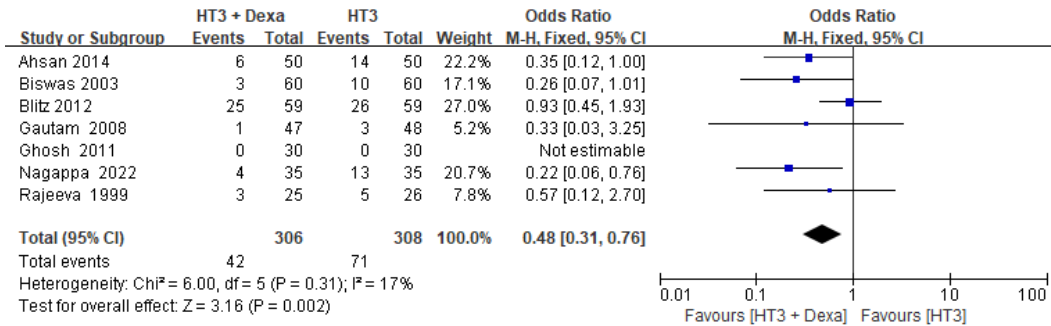 HT3 + Dexa HT3 Odds Ratio Odds Ratio
Study or Subgroup Events Total Events Total Weight M-H, Fixed, 95% CI M-H, Fixed, 95% CI
Ahsan 2014 6 50 14 50 22.2% 0.35 [0.12, 1.00]
Biswas 2003 3 60 10 60 17.1% 0.26 [0.07, 1.01]
Blitz 2012 25 59 26 59 27.0% 0.93 [0.45, 1.93]
Gautam 2008 1 47 3 48 5.2% 0.33 [0.03, 3.25]
Ghosh 2011 0 30 0 30 Not estimable
Nagappa 2022 4 35 13 35 20.7% 0.22 [0.06, 0.76]
Rajeeva 1999 3 25 5 26 7.8% 0.57 [0.12, 2.70]
Total (95% CI) 306 308 100.0% 0.48 [0.31, 0.76]
Total events 42 71
Heterogeneity: Chi² = 6.00, df = 5 (P = 0.31); I² = 17%
Test for overall effect: Z = 3.16 (P = 0.002)
0.01 0.1 1 10 100
Favours [HT3 + Dexa] Favours [HT3]